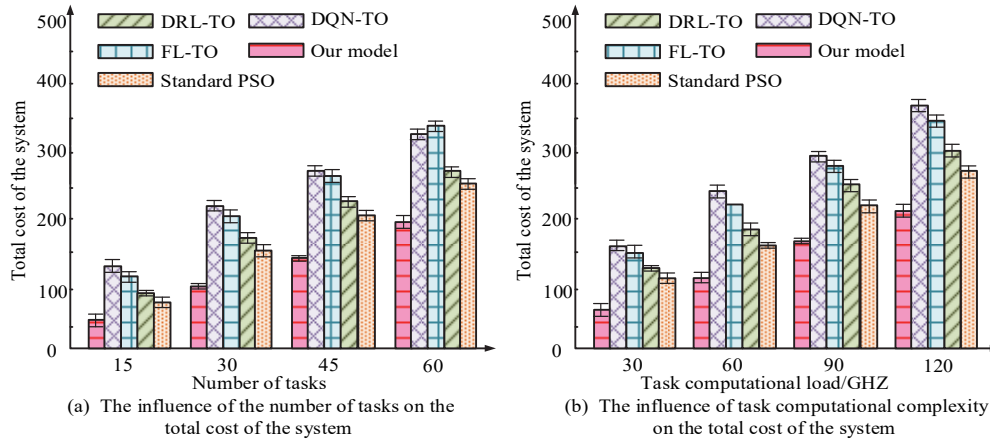 500
400
300
200
100
0
Total cost of the system
DRL-TO
DQN-TO
FL-TO
Our model
Standard PSO
15 30 45 60
Number of tasks
(a) The influence of the number of tasks on the
total cost of the system
500
400
300
200
100
0
Total cost of the system
DRL-TO
DQN-TO
FL-TO
Our model
Standard PSO
30 60 90 120
Task computational load/GHZ
(b) The influence of task computational complexity
on the total cost of the system